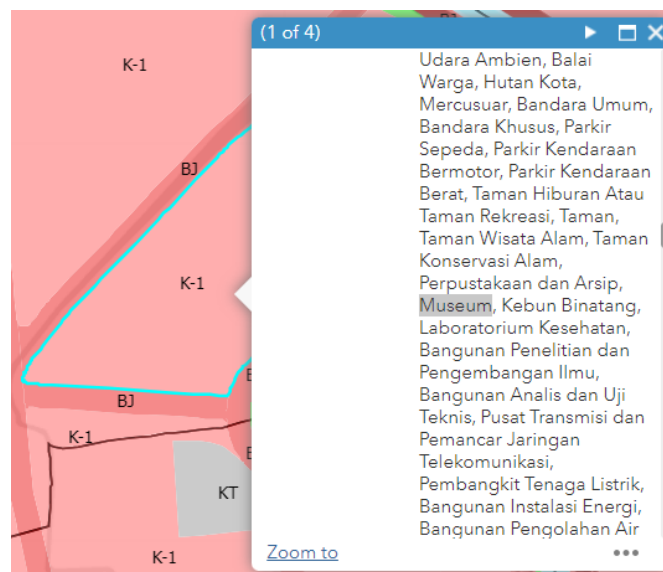 (1 of 4)
BJ
K-1
BJ
K-1
BJ
K-1
KT
K-1
Udara Ambien, Balai
Warga, Hutan Kota,
Mercusuar, Bandara Umum,
Bandara Khusus, Parkir
Sepeda, Parkir Kendaraan
Bermotor, Parkir Kendaraan
Berat, Taman Hiburan Atau
Taman Rekreasi, Taman,
Taman Wisata Alam, Taman
Konservasi Alam,
Perpustakaan dan Arsip,
Museum, Kebun Binatang,
Laboratorium Kesehatan,
Bangunan Penelitian dan
Pengembangan Ilmu,
Bangunan Analis dan Uji
Teknis, Pusat Transmisi dan
Pemancar Jaringan
Telekomunikasi,
Pembangkit Tenaga Listrik,
Bangunan Instalasi Energi,
Bangunan Pengolahan Air
Zoom to